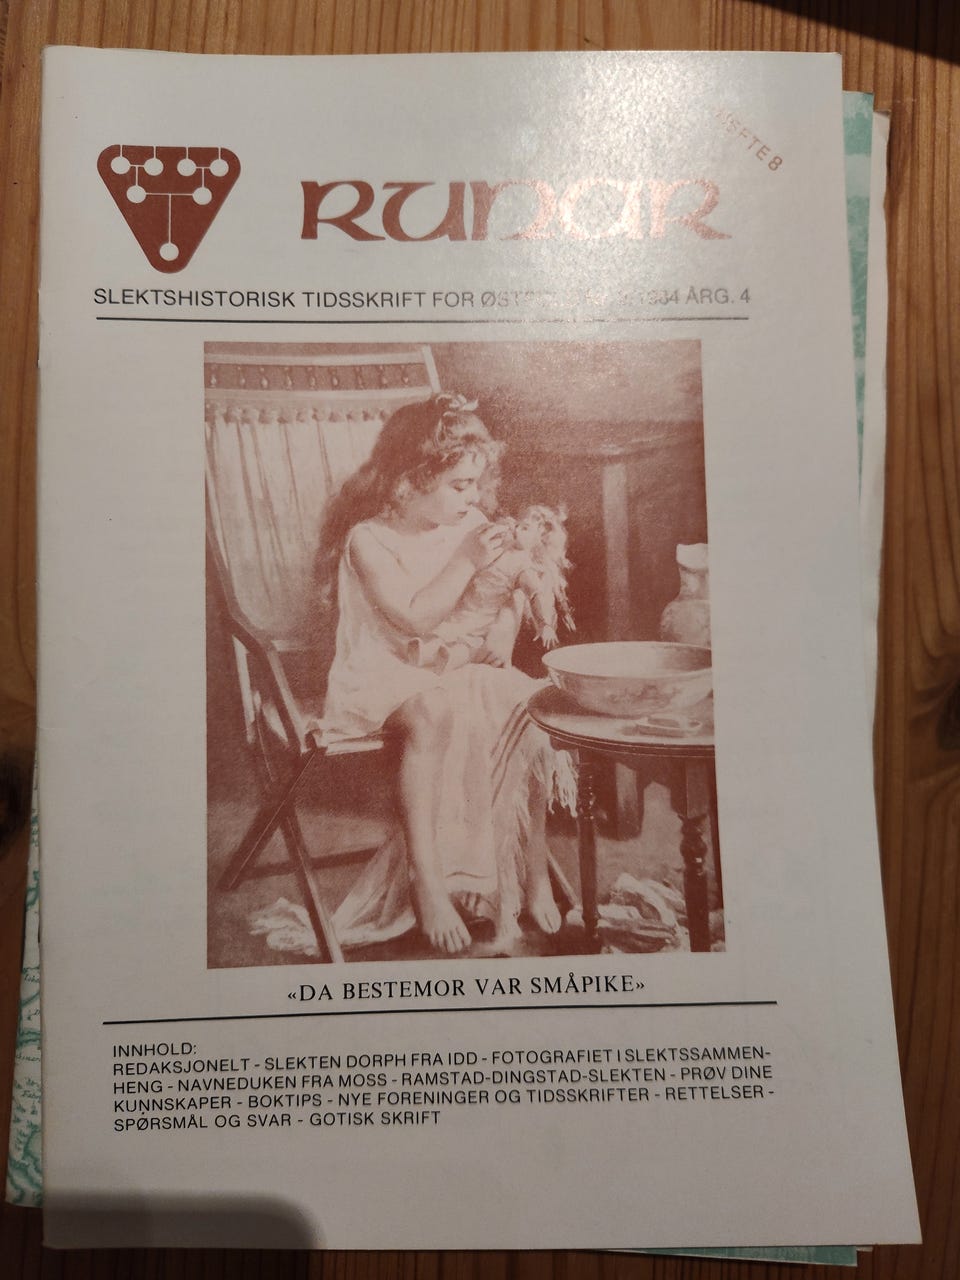 HEFTE 8
RUNAR
SLEKTSHISTORISK TIDSSKRIFT FOR 1984 ÅRG. 4
«DA BESTEMOR VAR SMÅPIKE»
INNHOLD:
REDAKSJONELT - SLEKTEN DORPH FRA IDD - FOTOGRAFIET I SLEKTSSAMMEN-
HENG - NAVNEDUKEN FRA MOSS - RAMSTAD-DINGSTAD-SLEKTEN - PRØV DINE
KUNNSKAPER - BOKTIPS - NYE FORENINGER OG TIDSSKRIFTER - RETTELSER -
SPØRSMÅL OG SVAR - GOTISK SKRIFT